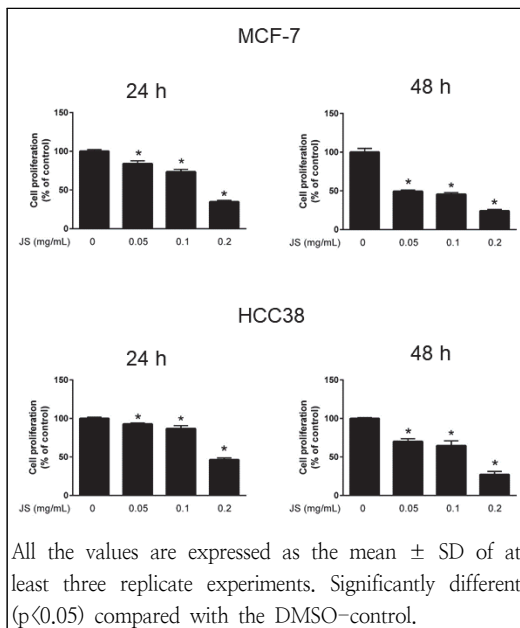 MCF-7
24 h
48 h
Cell proliferation
(% of control)
150
100
50
0
*
*
*
JS (mg/mL)
0
0.05
0.1
0.2
Cell proliferation
(% of control)
150
100
50
0
*
*
*
JS (mg/mL)
0
0.05
0.1
0.2
HCC38
24 h
48 h
Cell proliferation
(% of control)
150
100
50
0
*
*
*
JS (mg/mL)
0
0.05
0.1
0.2
Cell proliferation
(% of control)
150
100
50
0
*
*
*
JS (mg/mL)
0
0.05
0.1
0.2
All the values are expressed as the mean ± SD of at
least three replicate experiments. Significantly different
(p<0.05) compared with the DMSO-control.